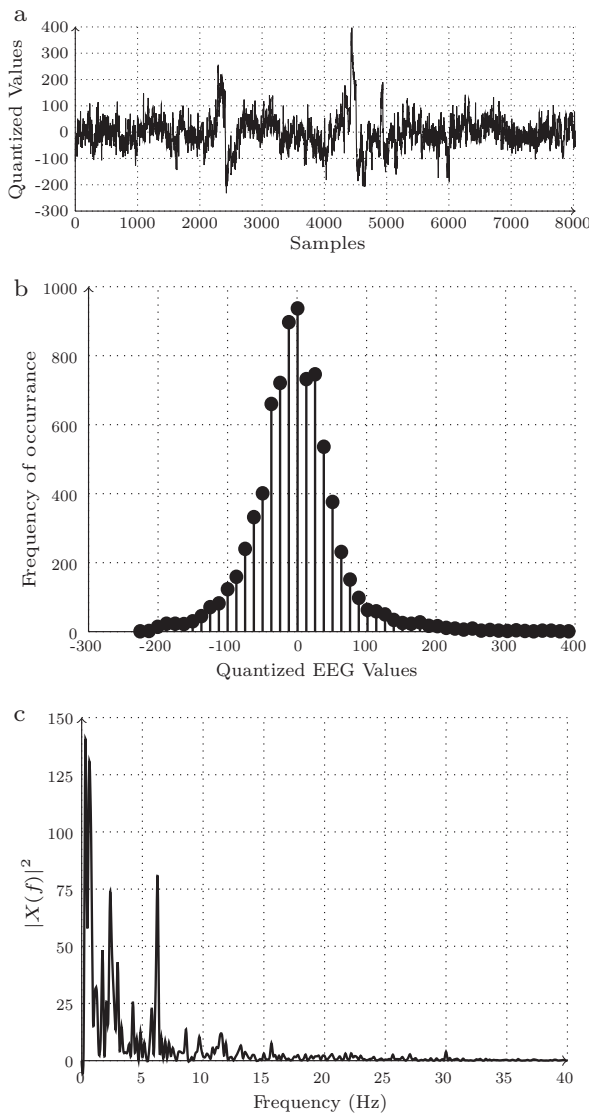 a
400
300
200
100
0
-100
-200
-300
Quantized Values
0 1000 2000 3000 4000 5000 6000 7000 8000
Samples
b
1000
800
600
400
200
0
Frequency of occurrance
-300 -200 -100 0 100 200 300 400
Quantized EEG Values
c
150
125
100
75
50
25
0
|X(f)|²
0 5 10 15 20 25 30 35 40
Frequency (Hz)